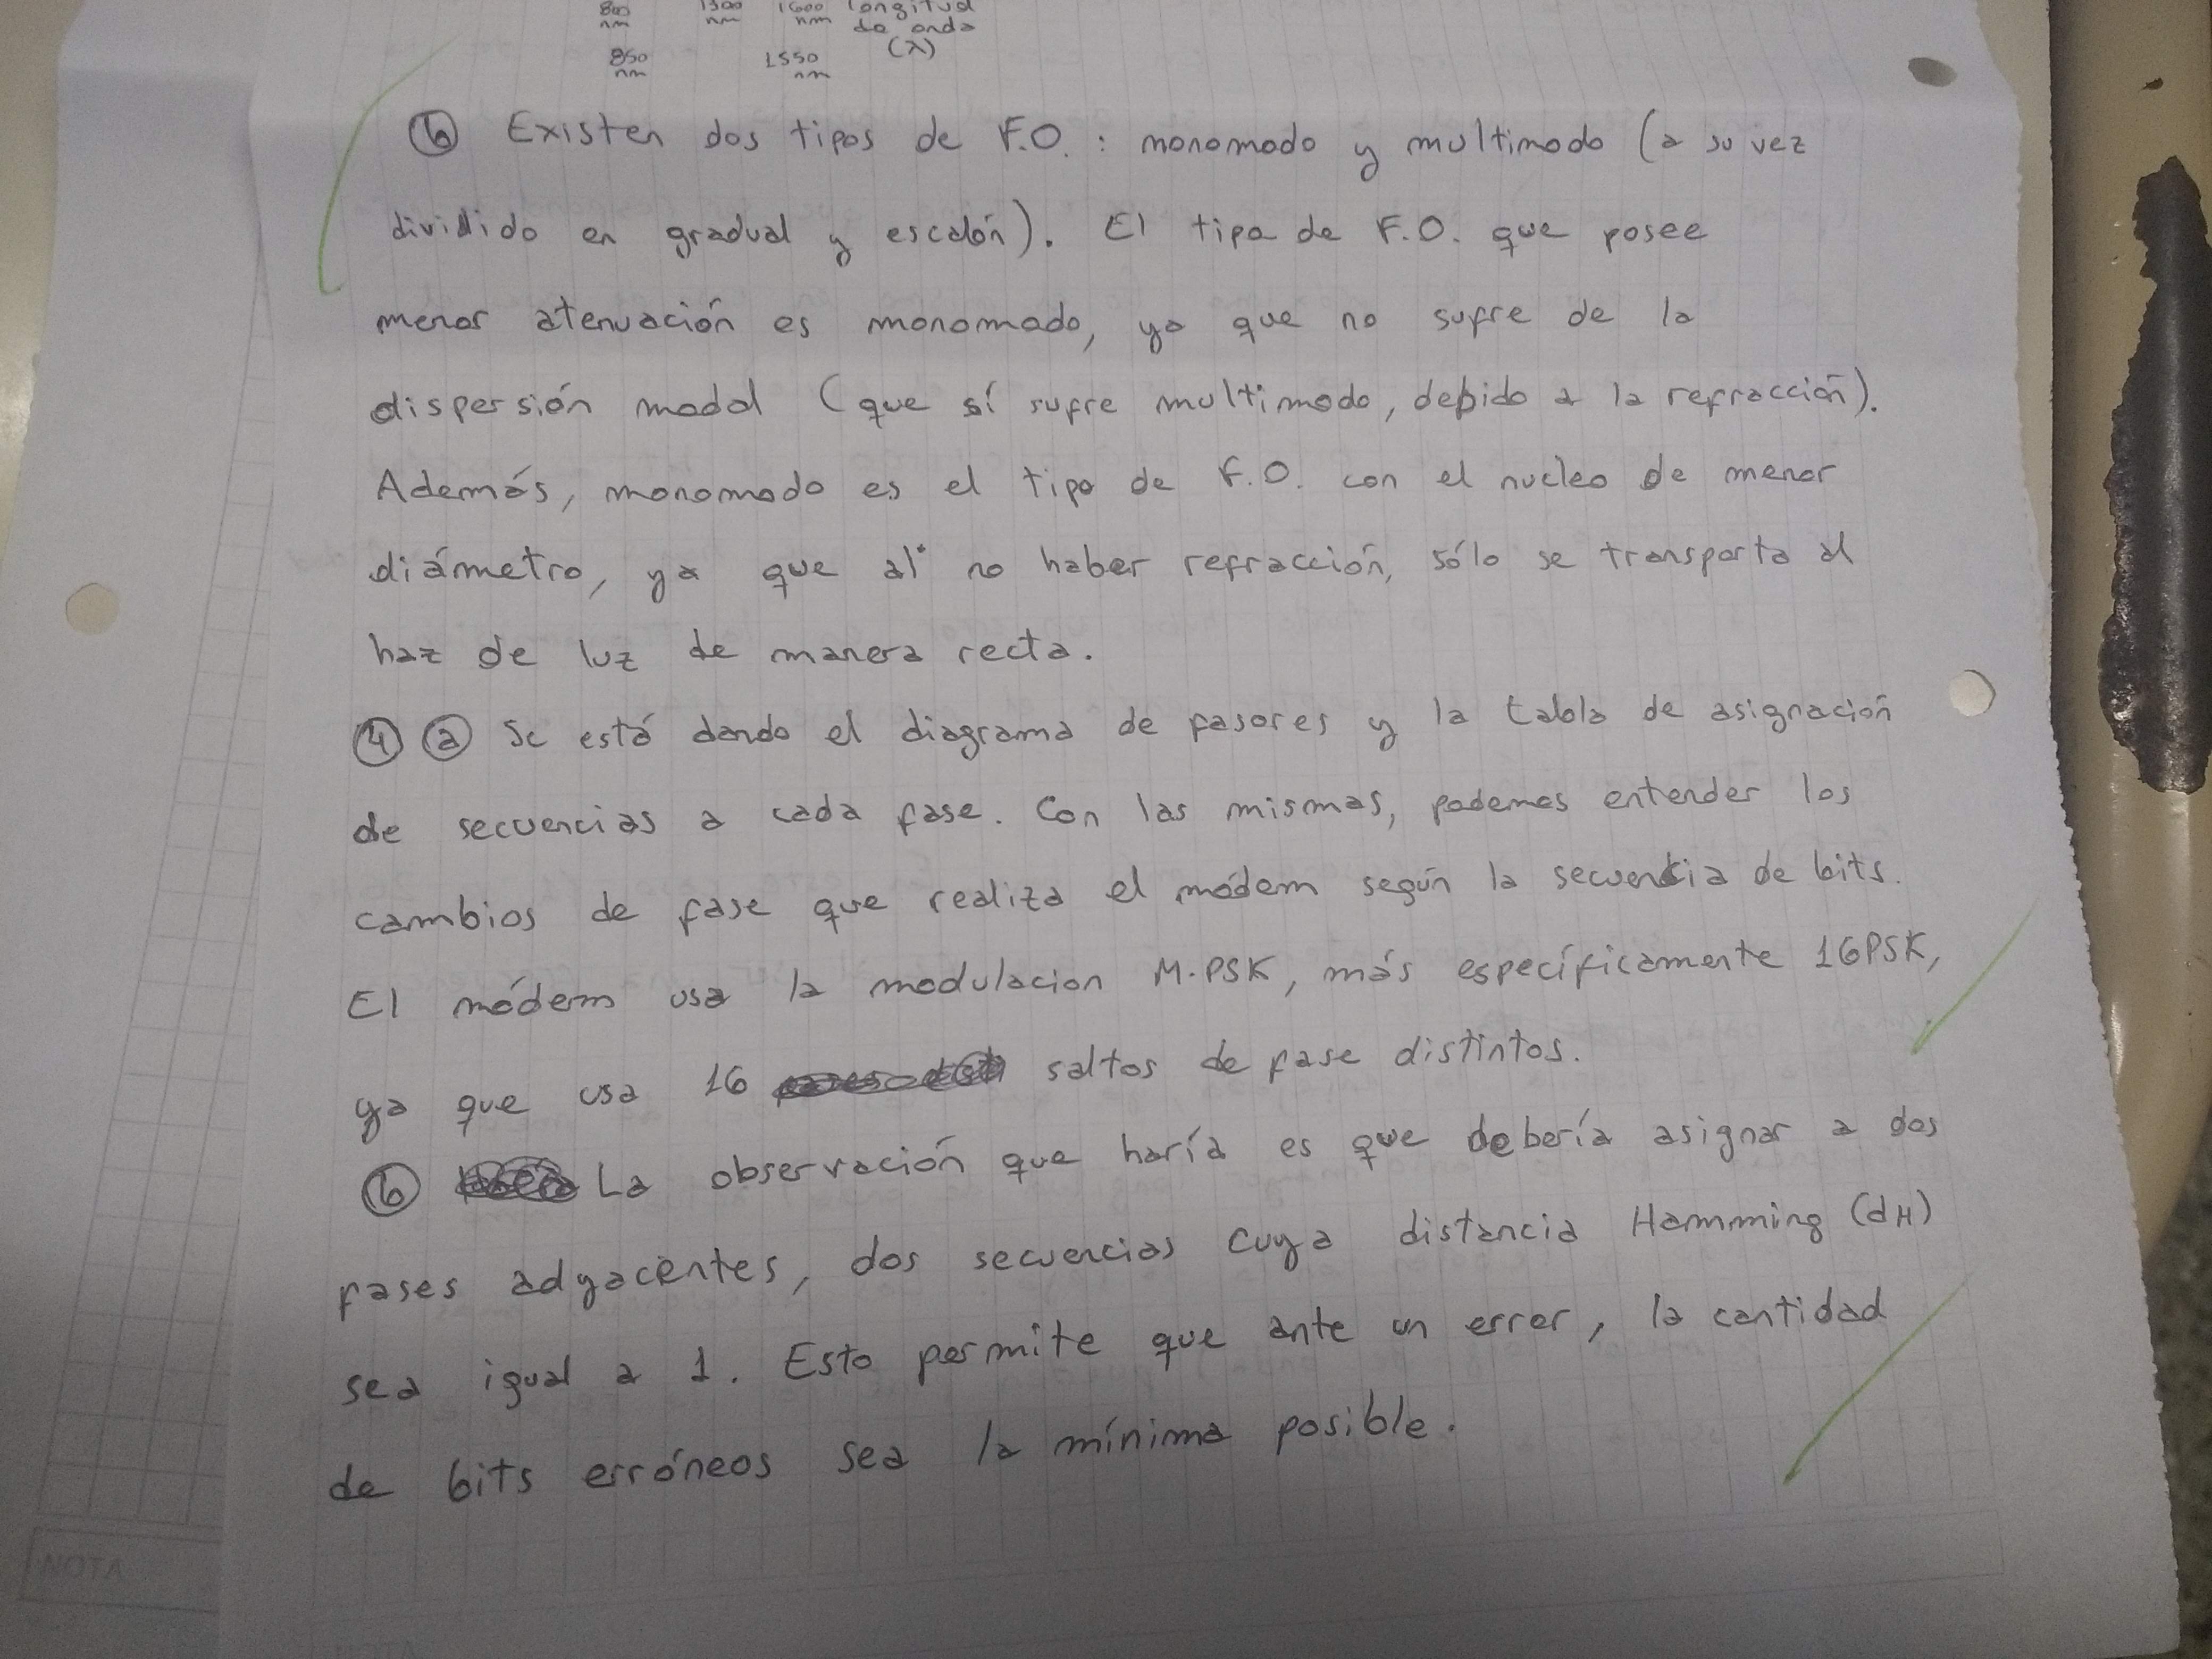 800 nm 1300 nm 1600 nm longitud de onda (λ)
850 nm 1550 nm
b Existen dos tipos de F.O. : monomodo y multimodo (a su vez
dividido en gradual y escalón). El tipo de F.O. que posee
menor atenuación es monomodo, ya que no sufre de la
dispersión modal (que sí sufre multimodo, debido a la refracción).
Además, monomodo es el tipo de F.O. con el nucleo de menor
diámetro, ya que al no haber refracción, sólo se transporta al
haz de luz de manera recta.
4 a Se está dando el diagrama de fasores y la tabla de asignación
de secuencias a cada fase. Con las mismas, podemos entender los
cambios de fase que realiza el módem según la secuencia de bits.
El módem usa la modulacion M-PSK, más específicamente 16PSK,
ya que usa 16 saltos de fase distintos.
b La observación que haría es que debería asignar a dos
fases adyacentes, dos secuencias cuya distancia Hamming (dH)
sea igual a 1. Esto permite que ante un error, la cantidad
de bits erróneos sea la mínima posible.
NOTA